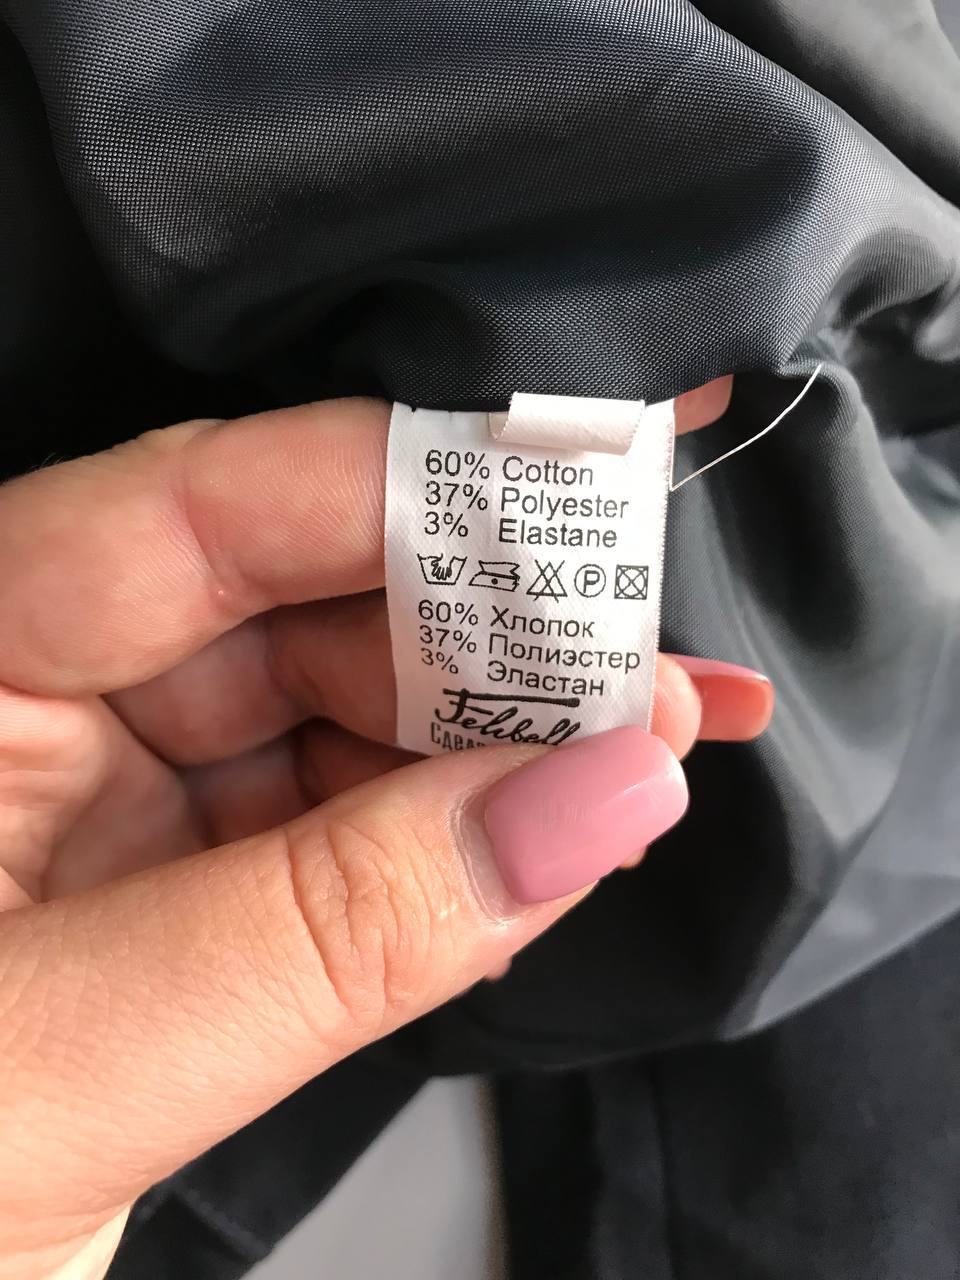 60% Cotton
37% Polyester
3% Elastane
P
60% Хлопок
37% Полиэстер
3% Эластан